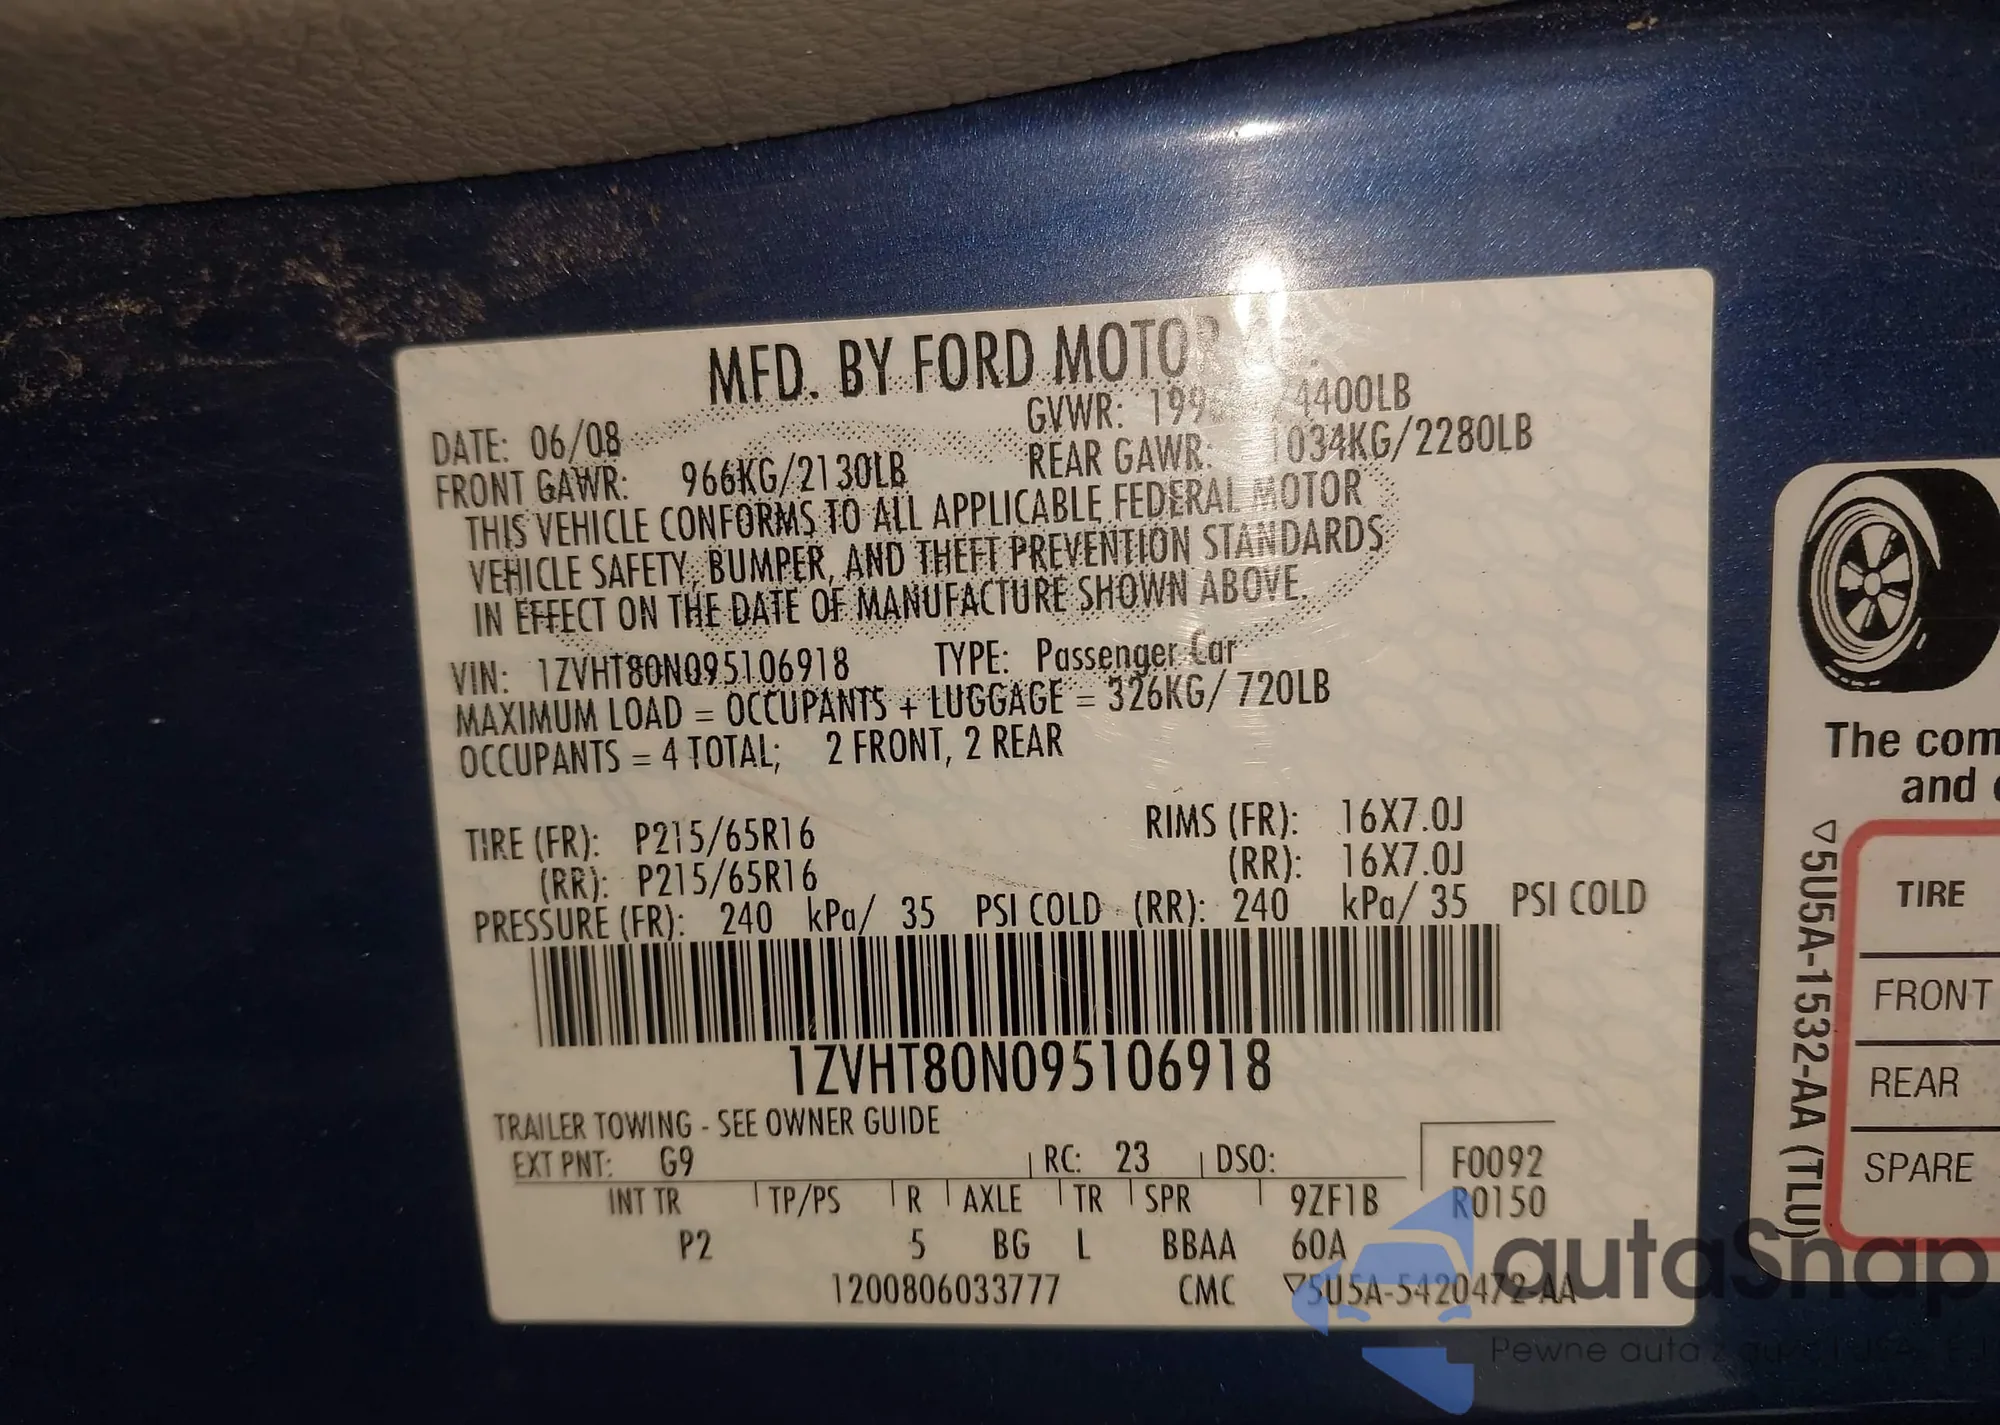 MFD. BY FORD MOTOR
DATE: 06/08
GVWR: 4400LB
FRONT GAWR: 966KG/2130LB
REAR GAWR: 1034KG/2280LB
THIS VEHICLE CONFORMS TO ALL APPLICABLE FEDERAL MOTOR
VEHICLE SAFETY, BUMPER, AND THEFT PREVENTION STANDARDS
IN EFFECT ON THE DATE OF MANUFACTURE SHOWN ABOVE.
VIN: 1ZVHT80N095106918 TYPE: Passenger Car
MAXIMUM LOAD = OCCUPANTS + LUGGAGE = 326KG/ 720LB
OCCUPANTS = 4 TOTAL; 2 FRONT, 2 REAR
TIRE (FR): P215/65R16 RIMS (FR): 16X7.0J
(RR): P215/65R16 (RR): 16X7.0J
PRESSURE (FR): 240 kPa/ 35 PSI COLD (RR): 240 kPa/ 35 PSI COLD
1ZVHT80N095106918
TRAILER TOWING - SEE OWNER GUIDE
EXT PNT: G9 RC: 23 DSO: F0092
INT TR TP/PS R AXLE TR SPR 9ZF1B R0150
P2 5 BG L BBAA 60A
1200806033777 CMC ▽5U5A-5420472-AA
The com
and
▽5U5A-1532-AA (TLU)
TIRE
FRONT
REAR
SPARE
autaSnap
Pewne auta z